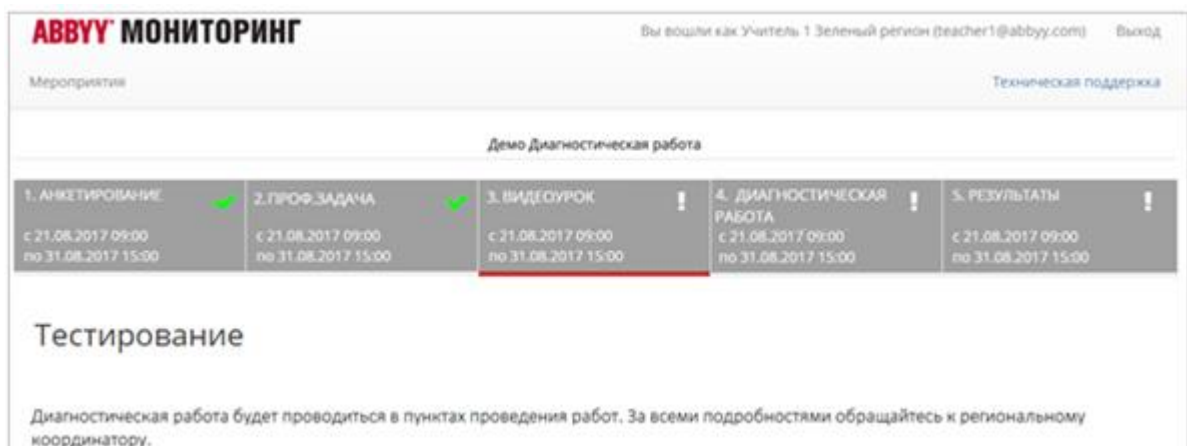 ABBYY® МОНИТОРИНГ
Вы вошли как Учитель 1 Зеленый регион (teacher1@abbyy.com) Выход
Мероприятия Техническая поддержка
Демо Диагностическая работа
1. АНКЕТИРОВАНИЕ
с 21.08.2017 09:00
по 31.08.2017 15:00
2.ПРОФ.ЗАДАЧА
с 21.08.2017 09:00
по 31.08.2017 15:00
3. ВИДЕОУРОК
с 21.08.2017 09:00
по 31.08.2017 15:00
4. ДИАГНОСТИЧЕСКАЯ
РАБОТА
с 21.08.2017 09:00
по 31.08.2017 15:00
5. РЕЗУЛЬТАТЫ
с 21.08.2017 09:00
по 31.08.2017 15:00
Тестирование
Диагностическая работа будет проводиться в пунктах проведения работ. За всеми подробностями обращайтесь к региональному
координатору.